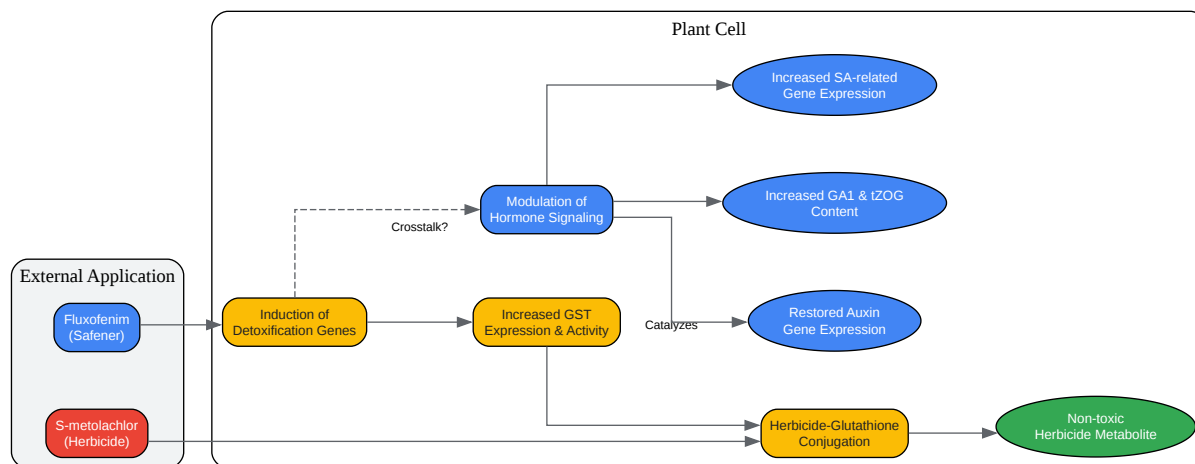 Plant Cell
Increased SA-related
Gene Expression
Modulation of
Hormone Signaling
Increased GA1 & tZOG
Content
Crosstalk?
External Application
Fluxofenim
(Safener)
Induction of
Detoxification Genes
Increased GST
Expression & Activity
Catalyzes
Restored Auxin
Gene Expression
S-metolachlor
(Herbicide)
Herbicide-Glutathione
Conjugation
Non-toxic
Herbicide Metabolite